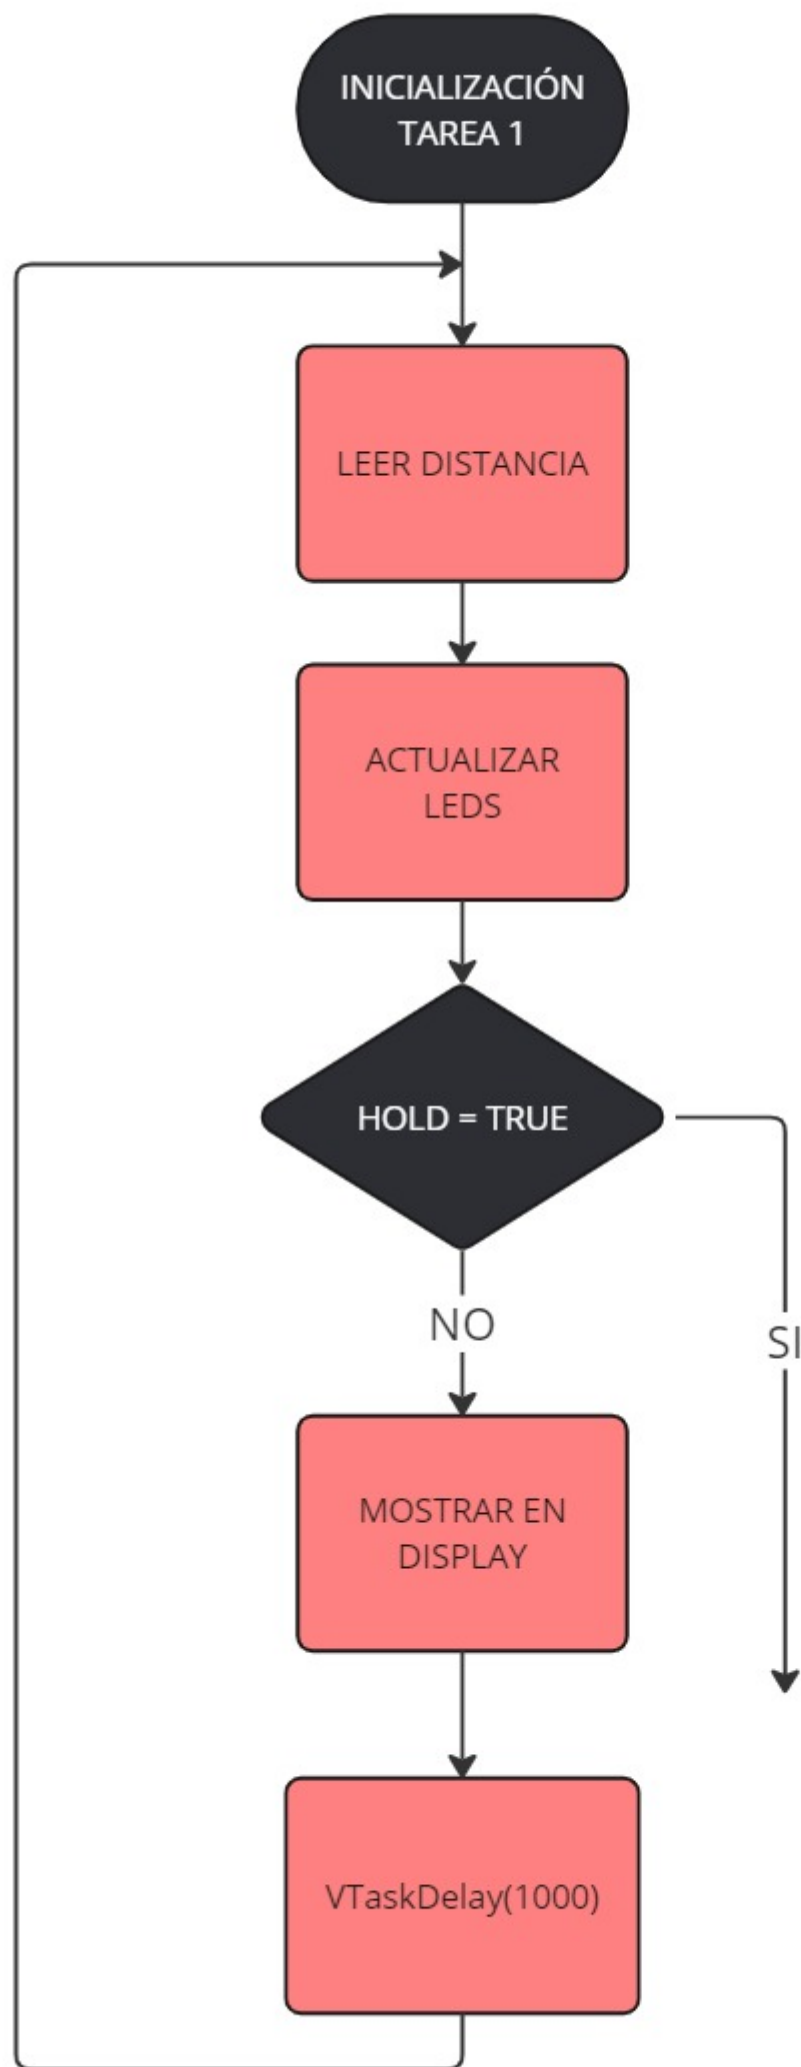 INICIALIZACIÓN
TAREA 1
LEER DISTANCIA
ACTUALIZAR
LEDS
HOLD = TRUE
NO
SI
MOSTRAR EN
DISPLAY
VTaskDelay(1000)